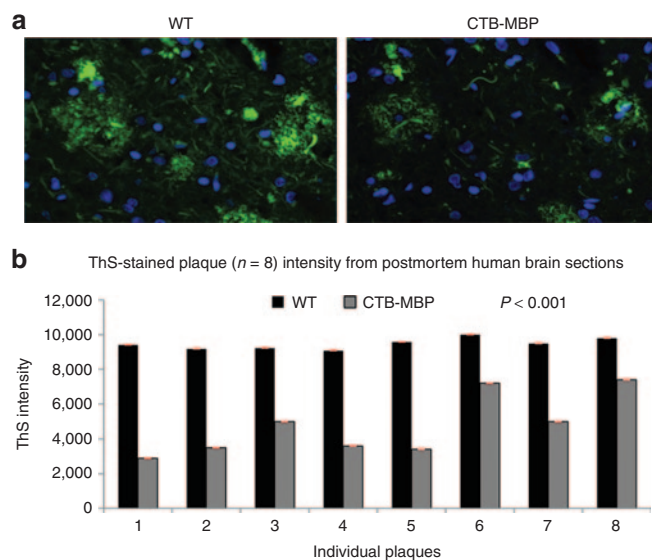 a
WT
CTB-MBP
b
ThS-stained plaque (n = 8) intensity from postmortem human brain sections
WT
CTB-MBP
P < 0.001
12,000
10,000
8,000
6,000
4,000
2,000
0
ThS intensity
1 2 3 4 5 6 7 8
Individual plaques